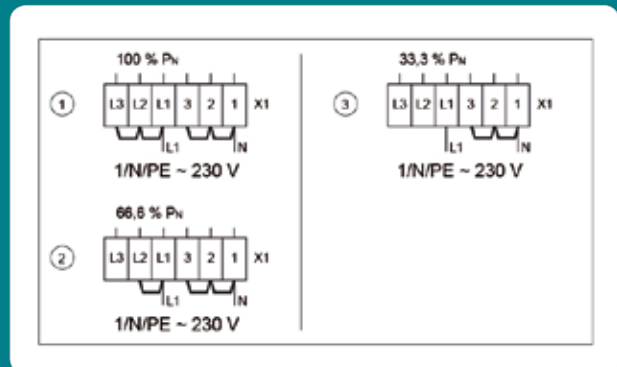 100 % PN
1 L3 L2 L1 3 2 1 X1
L1 N
1/N/PE ~ 230 V
66,6 % PN
2 L3 L2 L1 3 2 1 X1
L1 N
1/N/PE ~ 230 V
33,3 % PN
3 L3 L2 L1 3 2 1 X1
L1 N
1/N/PE ~ 230 V